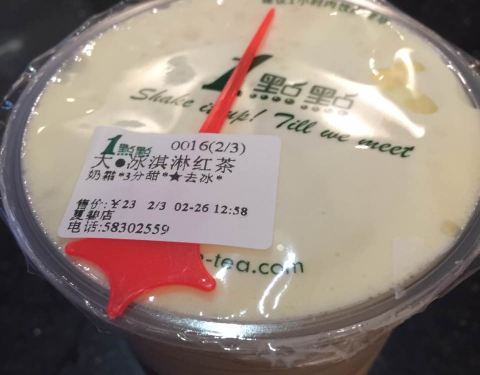 1點點
Shake it up! Till we meet
1點點 0016(2/3)
大●冰淇淋红茶
奶霜*3分甜*★去冰*
售价:￥23 2/3 02-26 12:58
夏碧店
电话:58302559
-tea.com